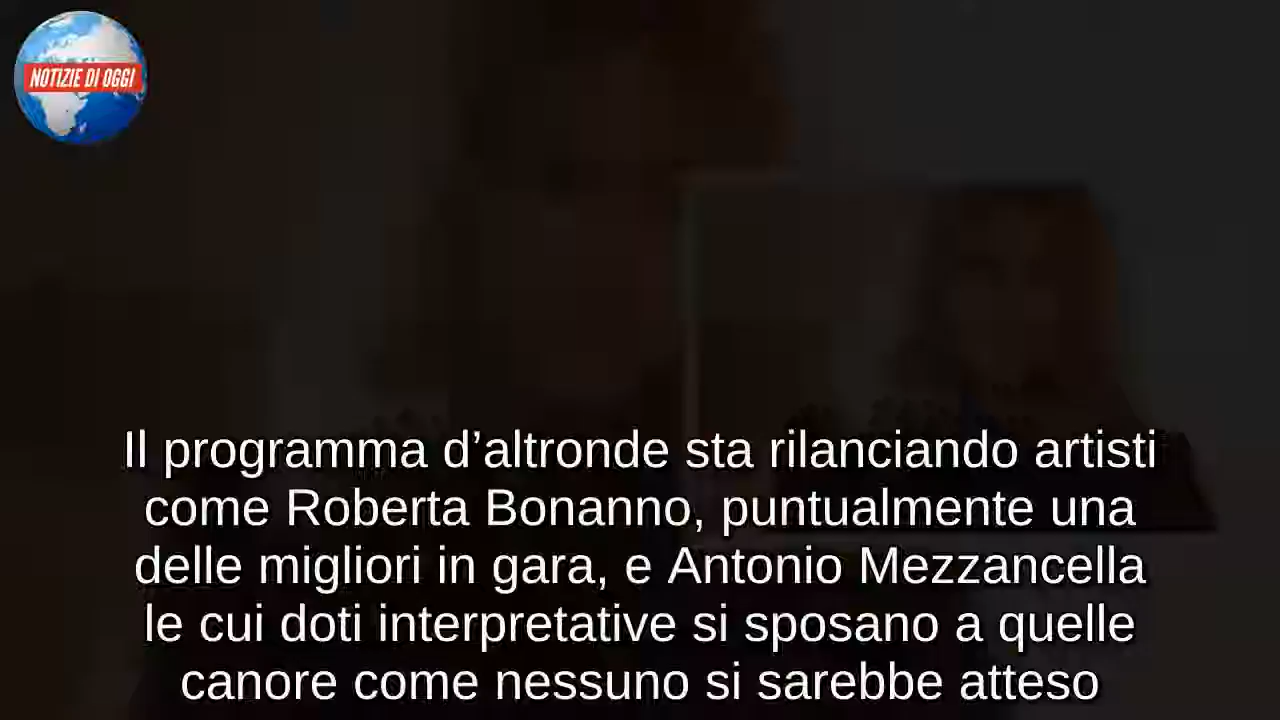 NOTIZIE DI OGGI
Il programma d’altronde sta rilanciando artisti
come Roberta Bonanno, puntualmente una
delle migliori in gara, e Antonio Mezzancella
le cui doti interpretative si sposano a quelle
canore come nessuno si sarebbe atteso